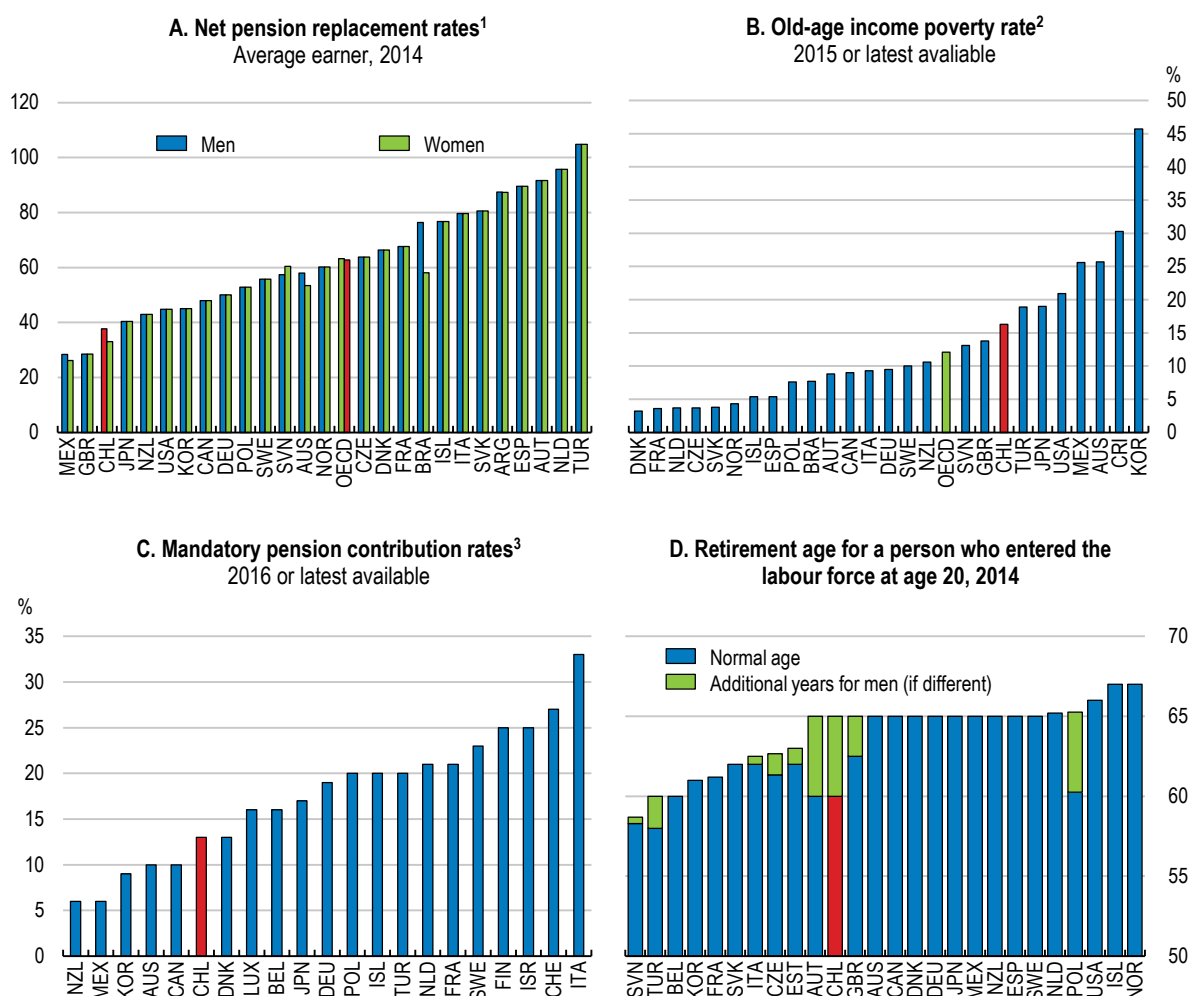 A. Net pension replacement rates1
Average earner, 2014
120
100
80
60
40
20
0
Men
Women
MEX GBR CHL JPN NZL USA KOR CAN DEU POL SWE SVN AUS NOR OECD CZE DNK FRA BRA ISL ITA SVK ARG ESP AUT NLD TUR
B. Old-age income poverty rate2
2015 or latest avaliable
%
50
45
40
35
30
25
20
15
10
5
0
DNK FRA NLD CZE SVK NOR ISL ESP POL BRA AUT CAN ITA DEU SWE NZL OECD SVN GBR CHL TUR JPN USA MEX AUS CRI KOR
C. Mandatory pension contribution rates3
2016 or latest available
%
35
30
25
20
15
10
5
0
NZL MEX KOR AUS CAN CHL DNK LUX BEL JPN DEU POL ISL TUR NLD FRA SWE FIN ISR CHE ITA
D. Retirement age for a person who entered the
labour force at age 20, 2014
Normal age
Additional years for men (if different)
70
65
60
55
50
SVN TUR BEL KOR FRA SVK ITA CZE EST AUT CHL GBR AUS CAN DNK DEU JPN MEX NZL ESP SWE NLD POL USA ISL NOR